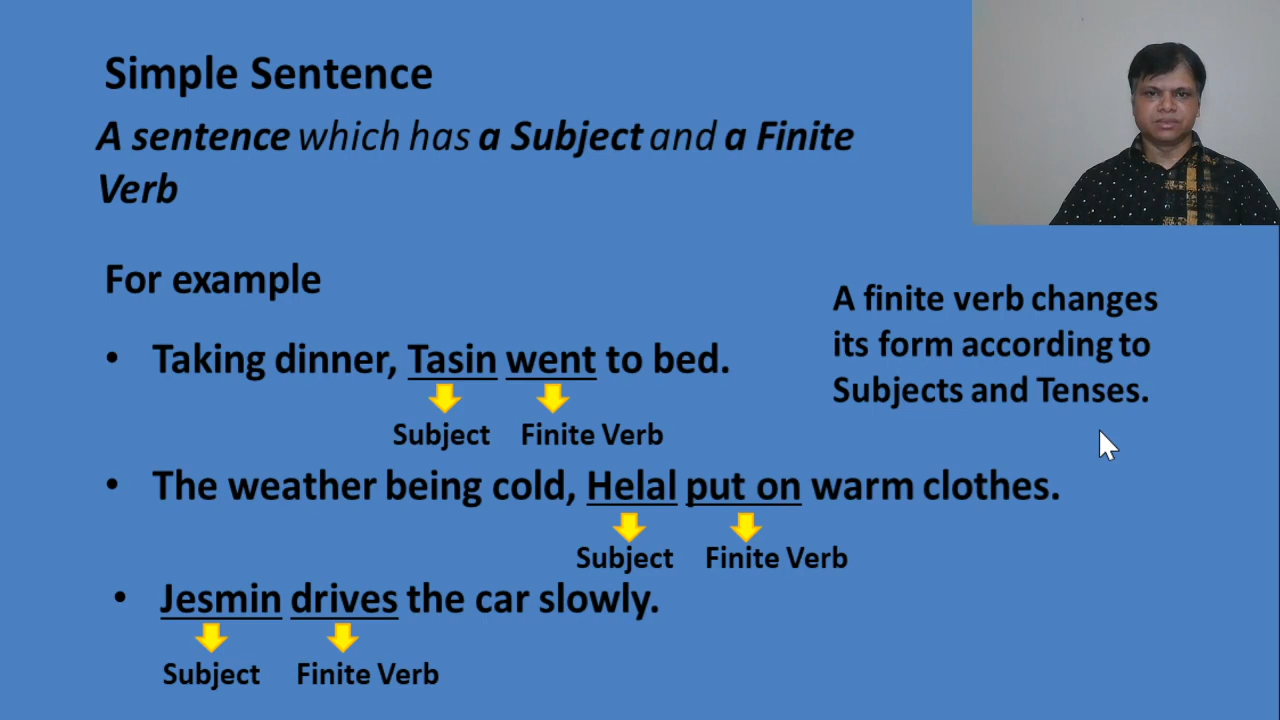 Simple Sentence
A sentence which has a Subject and a Finite
Verb
For example
A finite verb changes
its form according to
Subjects and Tenses.
• Taking dinner, Tasin went to bed.
Subject Finite Verb
• The weather being cold, Helal put on warm clothes.
Subject Finite Verb
• Jesmin drives the car slowly.
Subject Finite Verb